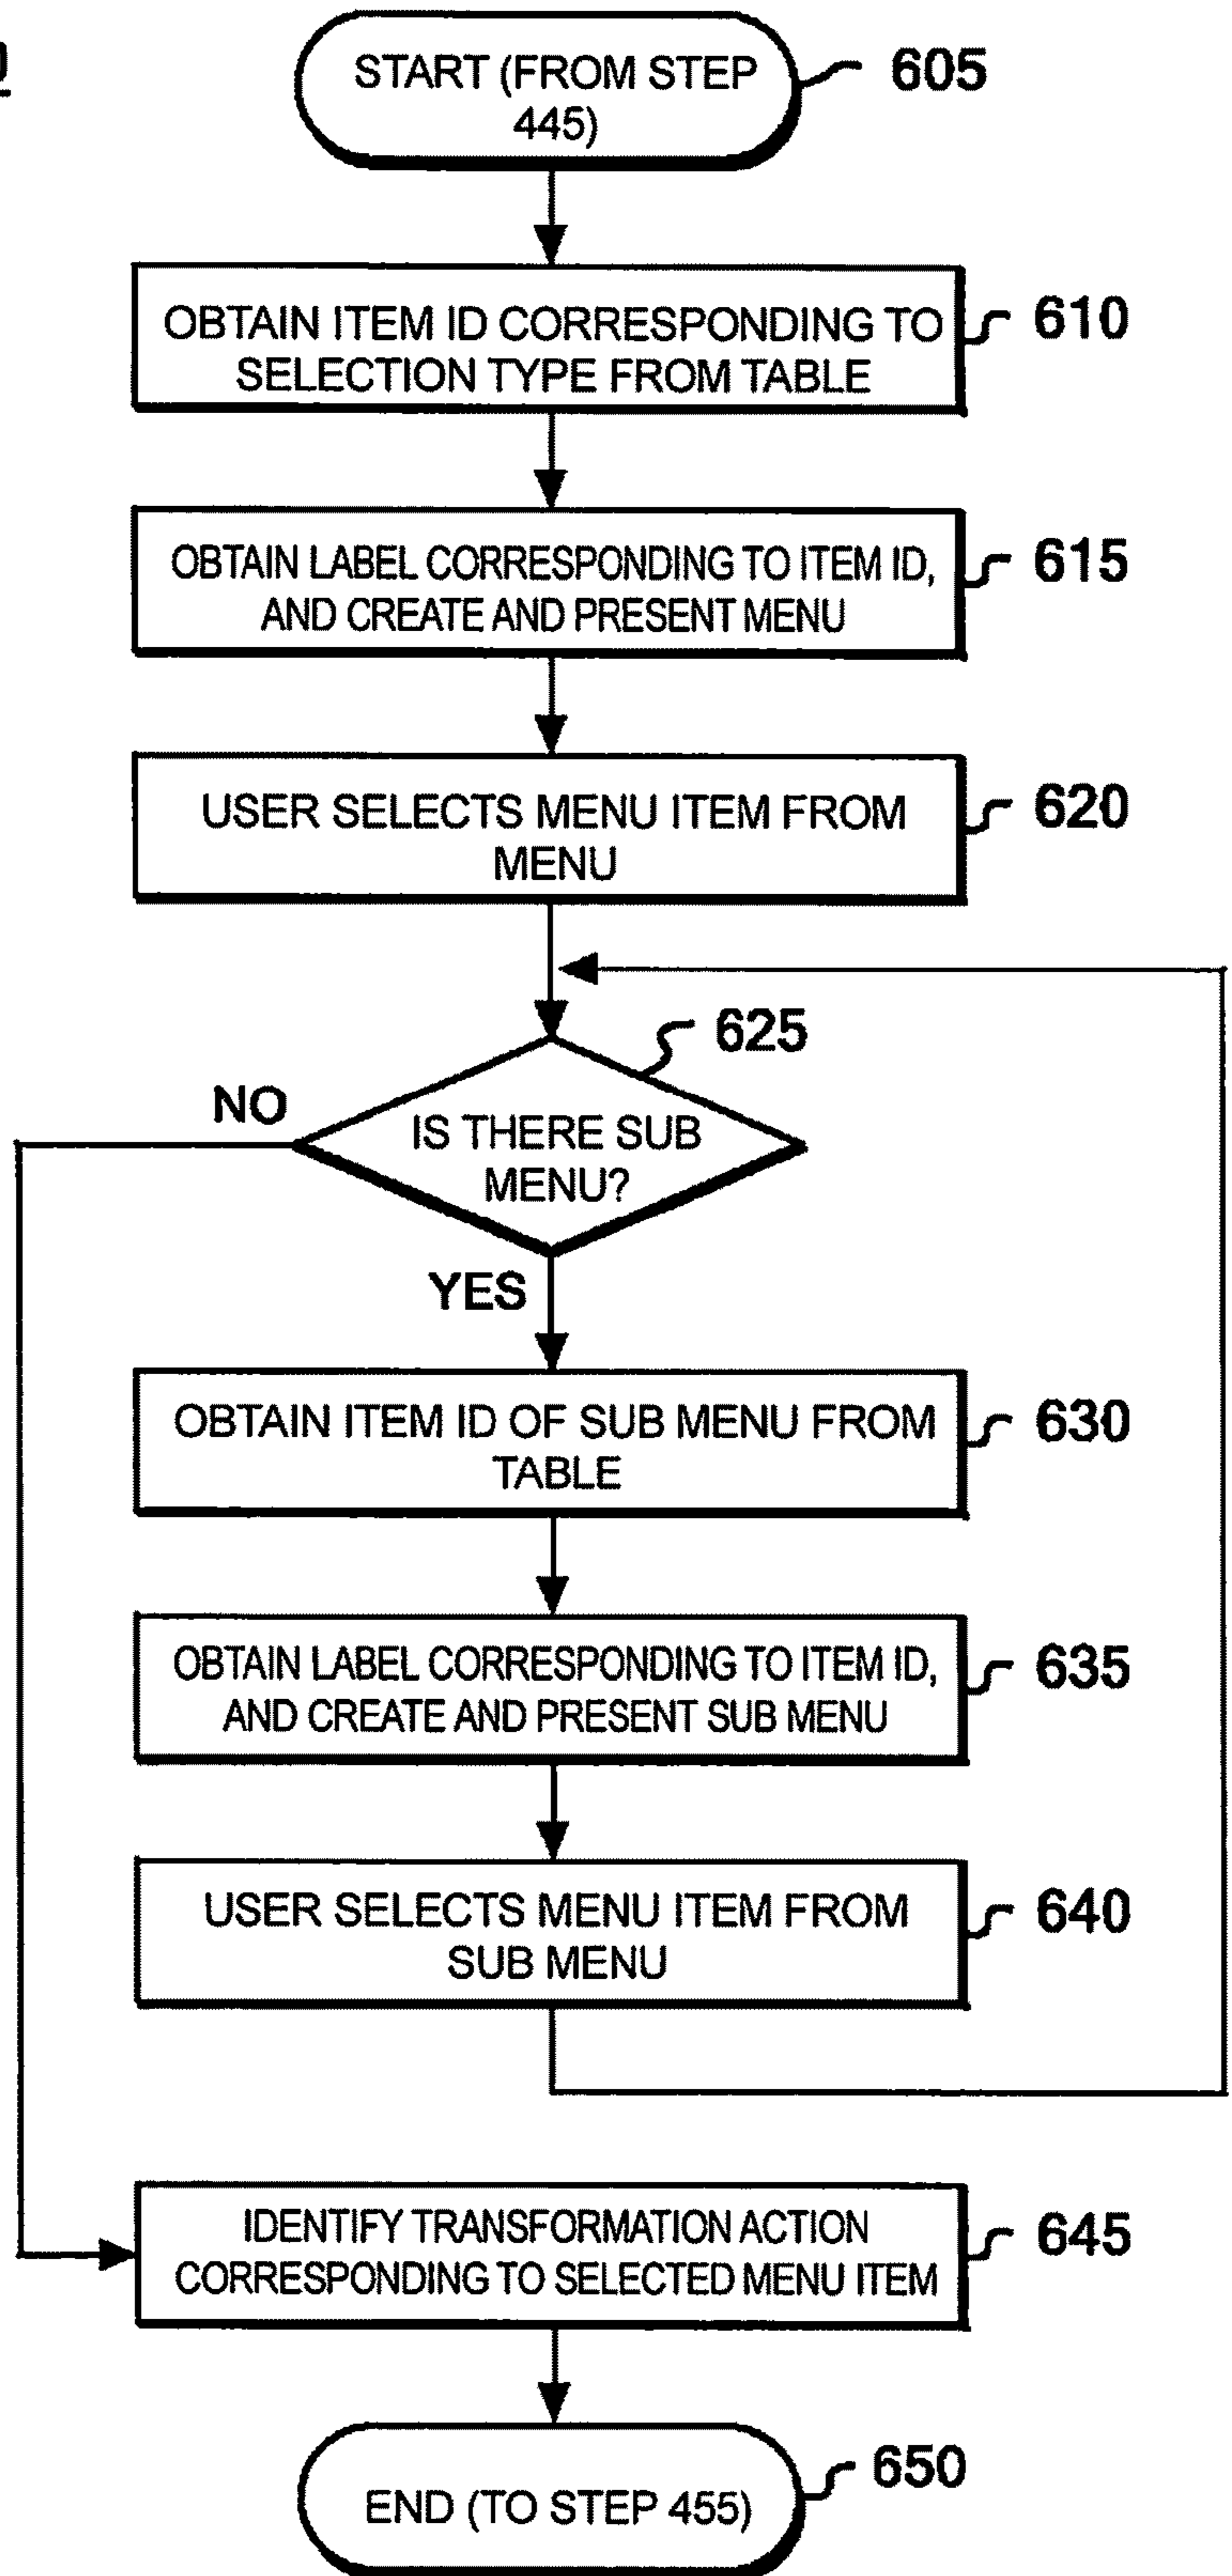 START (FROM STEP
445)
605
OBTAIN ITEM ID CORRESPONDING TO
SELECTION TYPE FROM TABLE
610
OBTAIN LABEL CORRESPONDING TO ITEM ID,
AND CREATE AND PRESENT MENU
615
USER SELECTS MENU ITEM FROM
MENU
620
625
NO
IS THERE SUB
MENU?
YES
OBTAIN ITEM ID OF SUB MENU FROM
TABLE
630
OBTAIN LABEL CORRESPONDING TO ITEM ID,
AND CREATE AND PRESENT SUB MENU
635
USER SELECTS MENU ITEM FROM
SUB MENU
640
IDENTIFY TRANSFORMATION ACTION
CORRESPONDING TO SELECTED MENU ITEM
645
END (TO STEP 455)
650